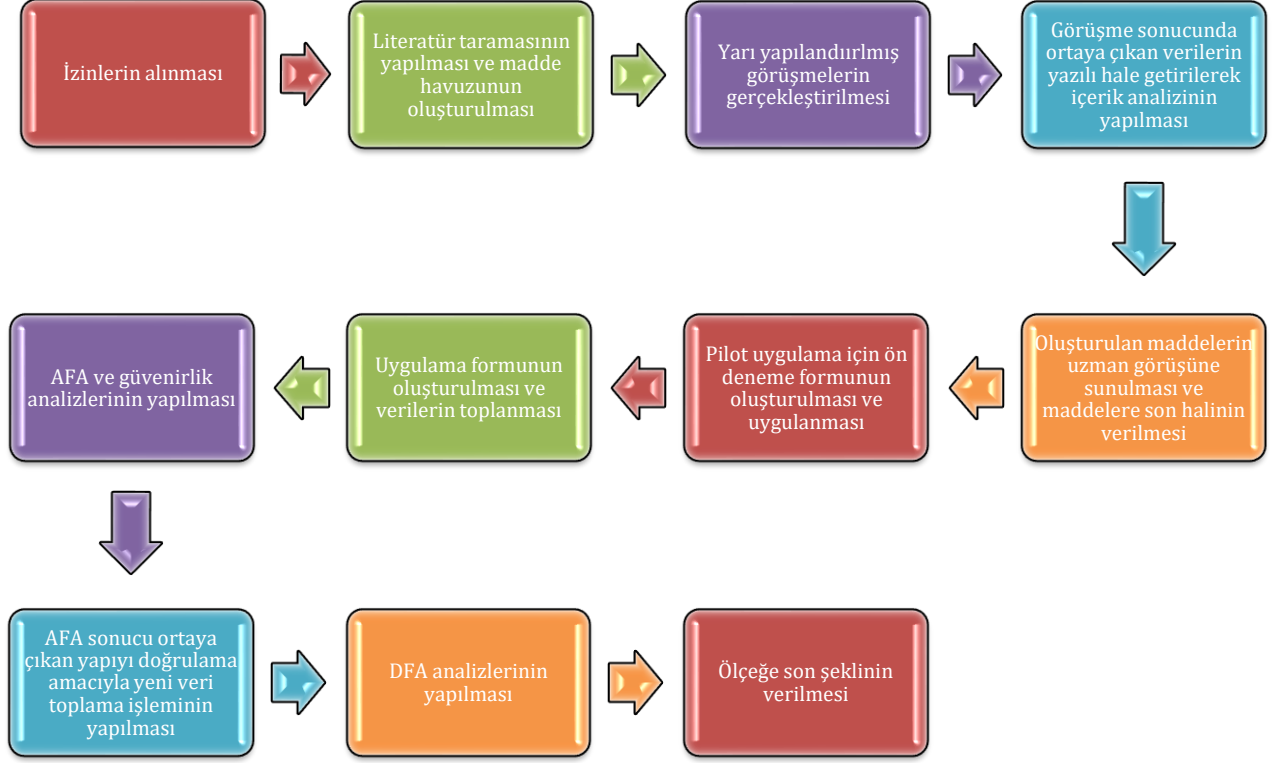 İzinlerin alınması
Literatür taramasının
yapılması ve madde
havuzunun
oluşturulması
Yarı yapılandıırlmış
görüşmelerin
gerçekleştirilmesi
Görüşme sonucunda
ortaya çıkan verilerin
yazılı hale getirilerek
içerik analizinin
yapılması
Oluşturulan maddelerin
uzman görüşüne
sunulması ve
maddelere son halinin
verilmesi
Pilot uygulama için ön
deneme formunun
oluşturulması ve
uygulanması
Uygulama formunun
oluşturulması ve
verilerin toplanması
AFA ve güvenirlik
analizlerinin yapılması
AFA sonucu ortaya
çıkan yapıyı doğrulama
amacıyla yeni veri
toplama işleminin
yapılması
DFA analizlerinin
yapılması
Ölçeğe son şeklinin
verilmesi